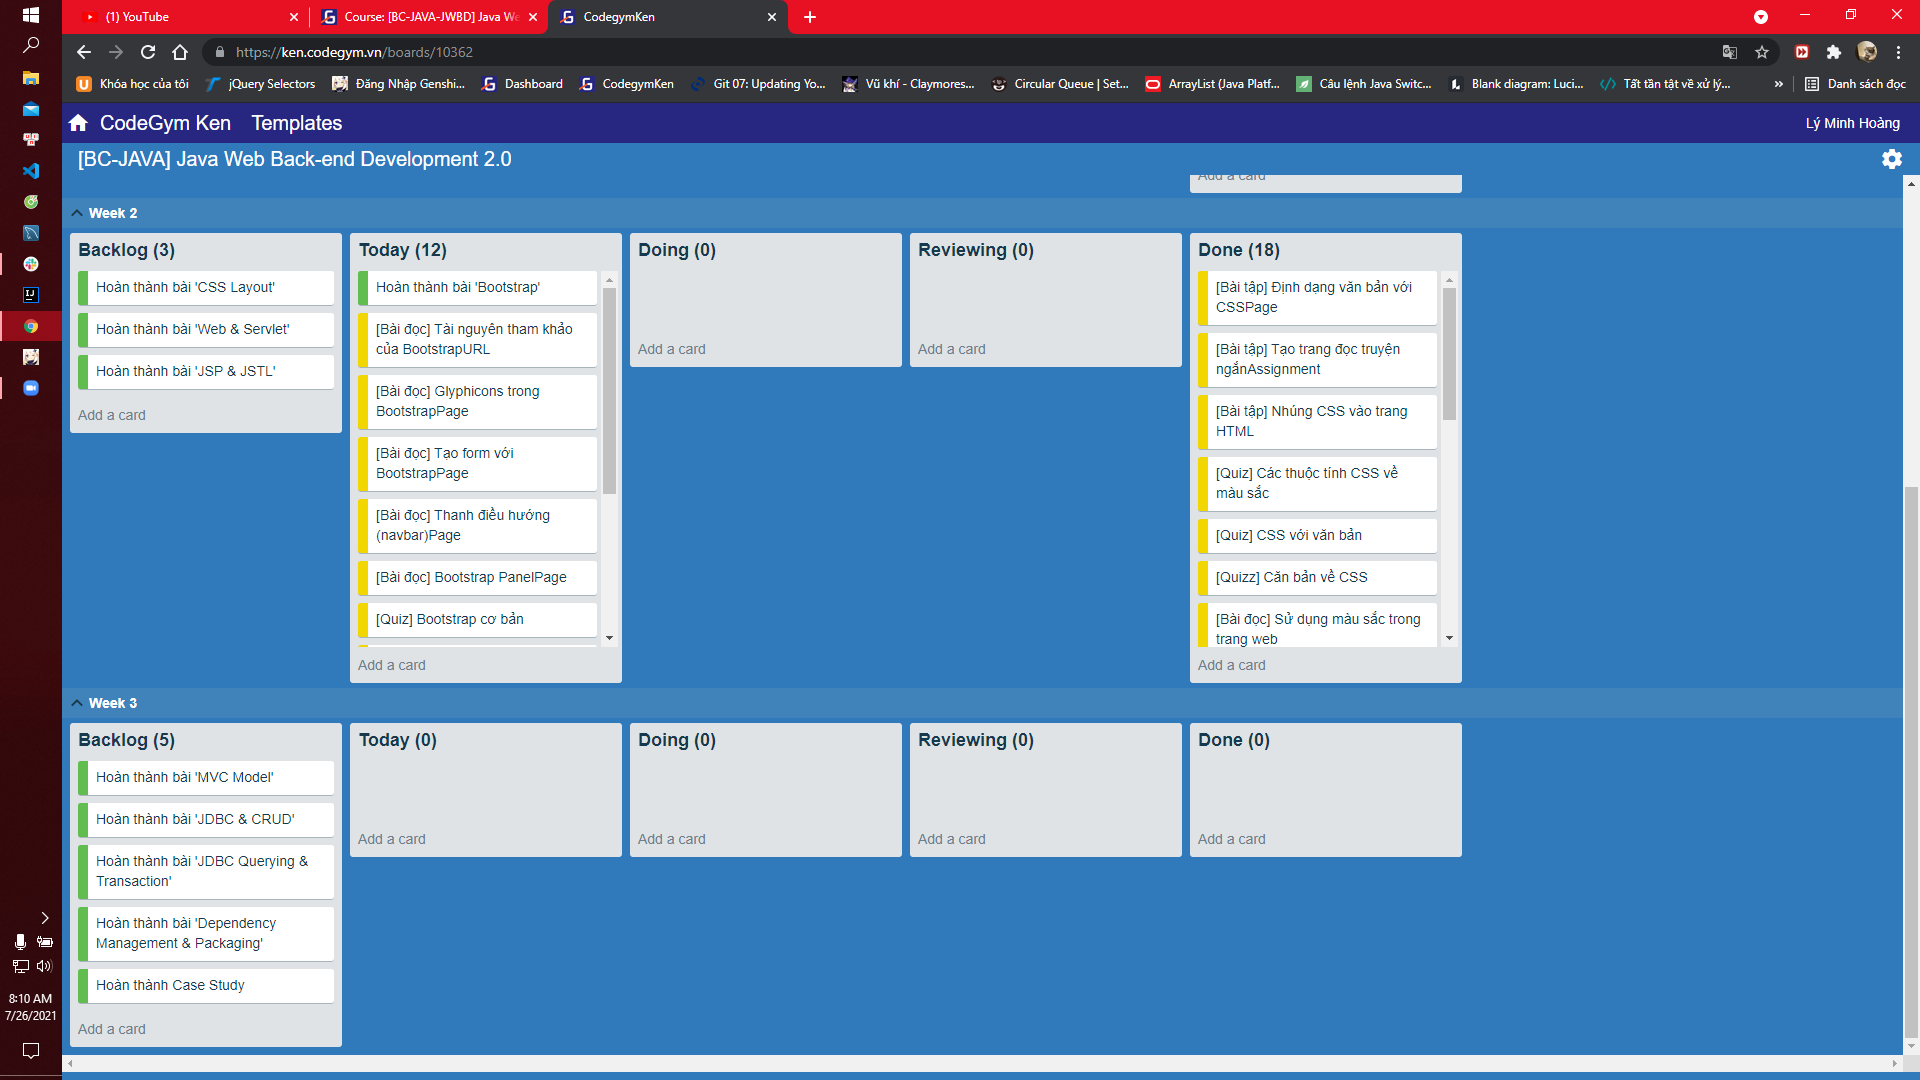 (1) YouTube
Course: [BC-JAVA-JWBD] Java We
CodegymKen
https://ken.codegym.vn/boards/10362
Khóa học của tôi
jQuery Selectors
Đăng Nhập Genshi...
Dashboard
CodegymKen
Git 07: Updating Yo...
Vũ khí - Claymores...
Circular Queue | Set...
ArrayList (Java Platf...
Câu lệnh Java Switc...
Blank diagram: Luci...
Tất tần tật về xử lý...
Danh sách đọc
CodeGym Ken
Templates
Lý Minh Hoàng
[BC-JAVA] Java Web Back-end Development 2.0
Add a card
Week 2
Backlog (3)
Hoàn thành bài 'CSS Layout'
Hoàn thành bài 'Web & Servlet'
Hoàn thành bài 'JSP & JSTL'
Add a card
Today (12)
Hoàn thành bài 'Bootstrap'
[Bài đọc] Tài nguyên tham khảo
của BootstrapURL
[Bài đọc] Glyphicons trong
BootstrapPage
[Bài đọc] Tạo form với
BootstrapPage
[Bài đọc] Thanh điều hướng
(navbar)Page
[Bài đọc] Bootstrap PanelPage
[Quiz] Bootstrap cơ bản
Add a card
Doing (0)
Add a card
Reviewing (0)
Add a card
Done (18)
[Bài tập] Định dạng văn bản với
CSSPage
[Bài tập] Tạo trang đọc truyện
ngắnAssignment
[Bài tập] Nhúng CSS vào trang
HTML
[Quiz] Các thuộc tính CSS về
màu sắc
[Quiz] CSS với văn bản
[Quizz] Căn bản về CSS
[Bài đọc] Sử dụng màu sắc trong
trang web
Add a card
Week 3
Backlog (5)
Hoàn thành bài 'MVC Model'
Hoàn thành bài 'JDBC & CRUD'
Hoàn thành bài 'JDBC Querying &
Transaction'
Hoàn thành bài 'Dependency
Management & Packaging'
Hoàn thành Case Study
Add a card
Today (0)
Add a card
Doing (0)
Add a card
Reviewing (0)
Add a card
Done (0)
Add a card
8:10 AM
7/26/2021